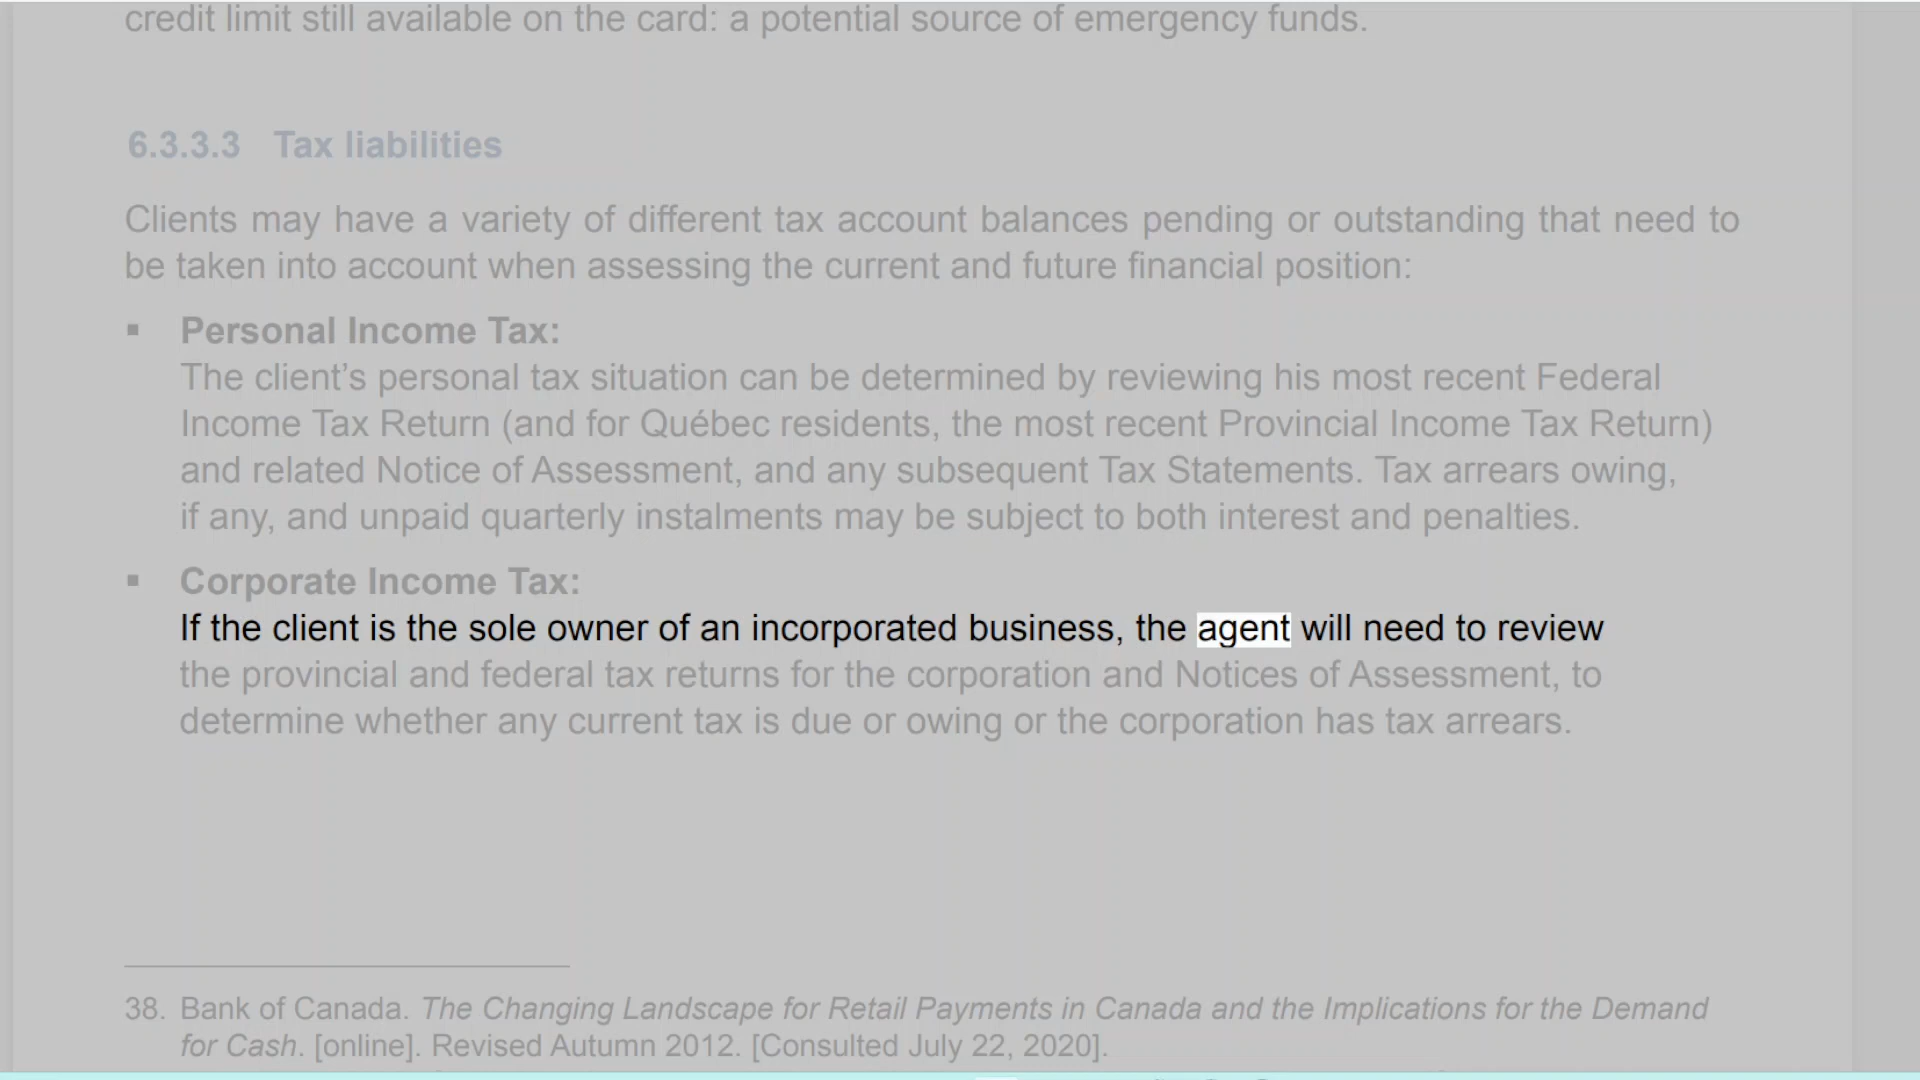 credit limit still available on the card: a potential source of emergency funds.
6.3.3.3 Tax liabilities
Clients may have a variety of different tax account balances pending or outstanding that need to
be taken into account when assessing the current and future financial position:
▪ Personal Income Tax:
The client’s personal tax situation can be determined by reviewing his most recent Federal
Income Tax Return (and for Québec residents, the most recent Provincial Income Tax Return)
and related Notice of Assessment, and any subsequent Tax Statements. Tax arrears owing,
if any, and unpaid quarterly instalments may be subject to both interest and penalties.
▪ Corporate Income Tax:
If the client is the sole owner of an incorporated business, the agent will need to review
the provincial and federal tax returns for the corporation and Notices of Assessment, to
determine whether any current tax is due or owing or the corporation has tax arrears.
38. Bank of Canada. The Changing Landscape for Retail Payments in Canada and the Implications for the Demand
for Cash. [online]. Revised Autumn 2012. [Consulted July 22, 2020].